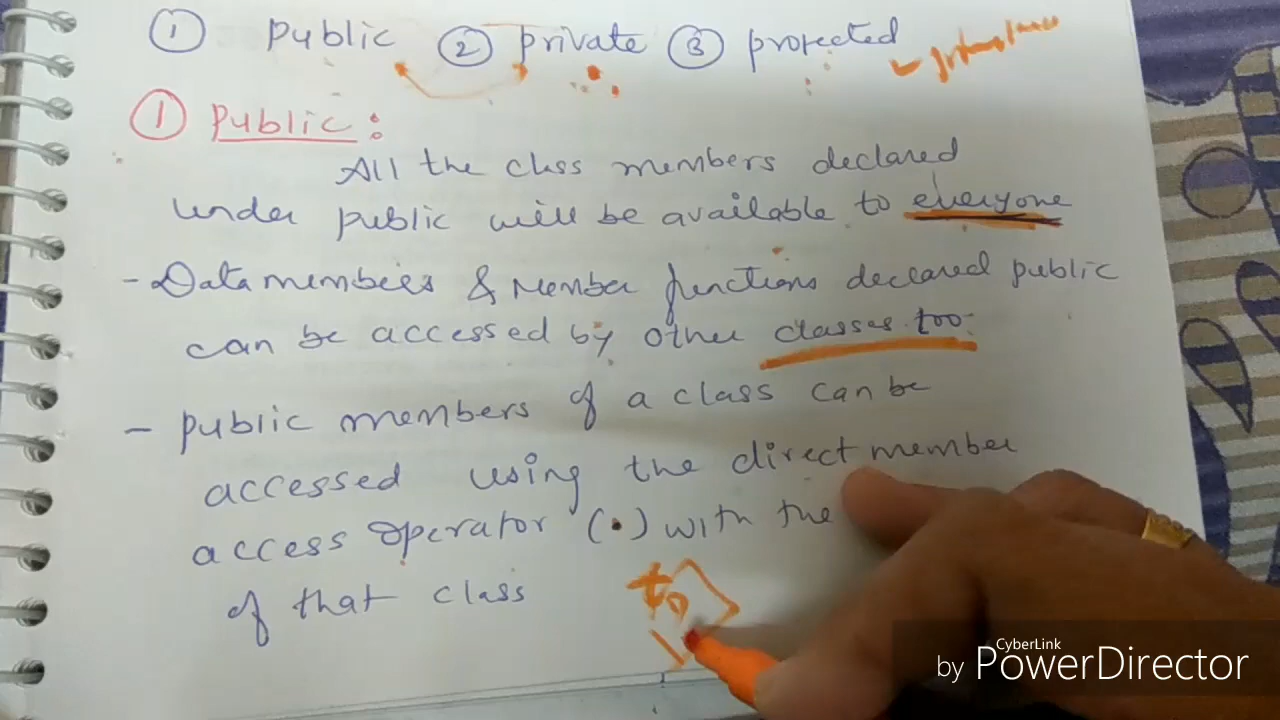 ① Public ② private ③ protected
① Public :
All the class members declared
under public will be available to everyone
- Data members & Member functions declared public
can be accessed by other classes too.
- public members of a class can be
accessed using the direct member
access operator (.) with the
of that class
CyberLink
by PowerDirector